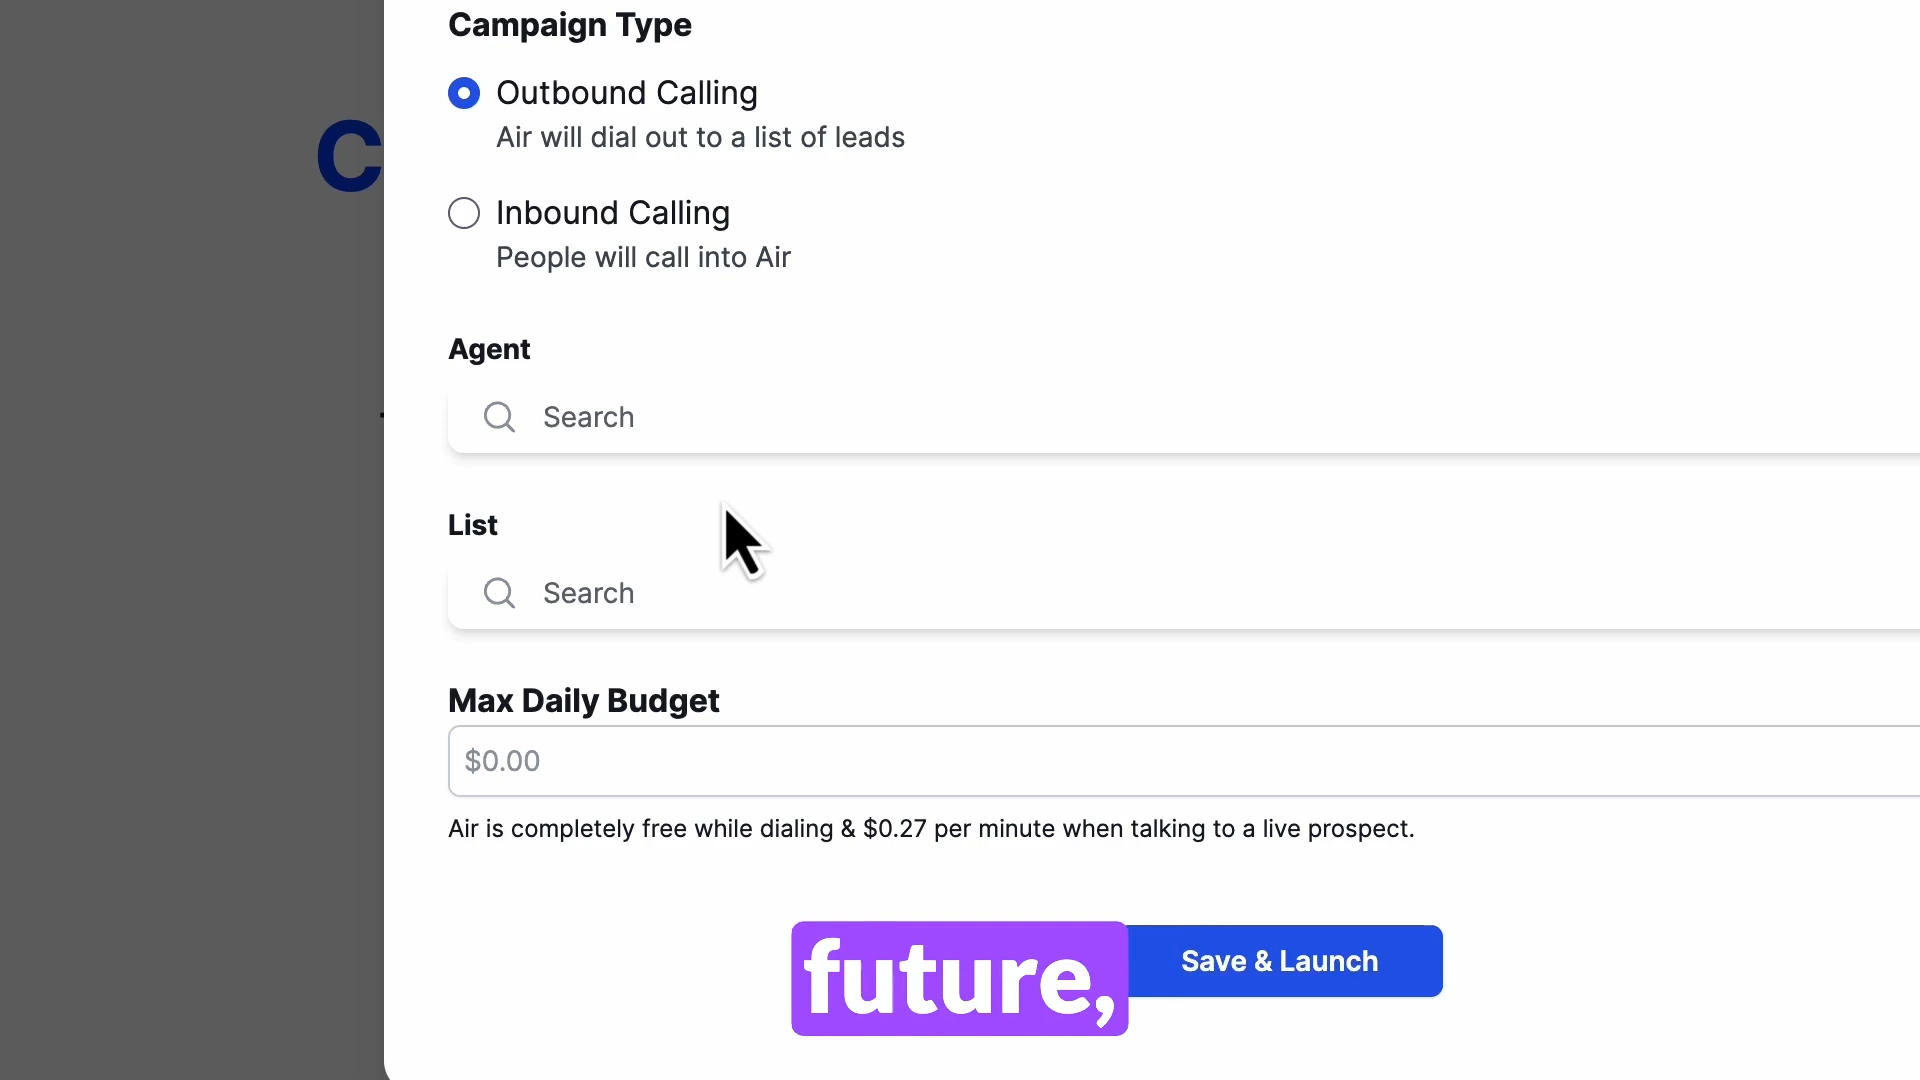 Campaign Type
Outbound Calling
Air will dial out to a list of leads
C
Inbound Calling
People will call into Air
Agent
Search
List
Search
Max Daily Budget
$0.00
Air is completely free while dialing & $0.27 per minute when talking to a live prospect.
future,
Save & Launch